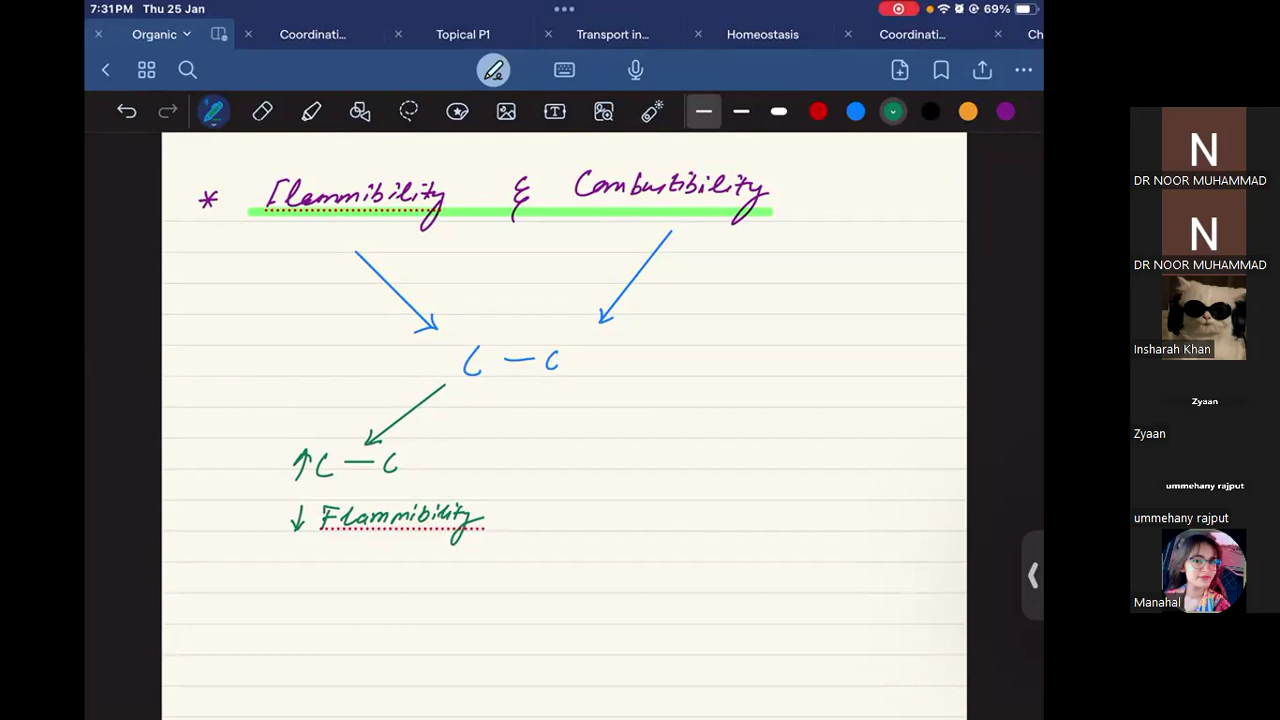 7:31PM Thu 25 Jan
69%
Organic
Coordinati...
Topical P1
Transport in...
Homeostasis
Coordinati...
Ch
* Flammibility & Combustibility
C — C
↑ C — C
↓ Flammibility
N
DR NOOR MUHAMMAD
N
DR NOOR MUHAMMAD
Insharah Khan
Zyaan
Zyaan
ummehany rajput
ummehany rajput
Manahal